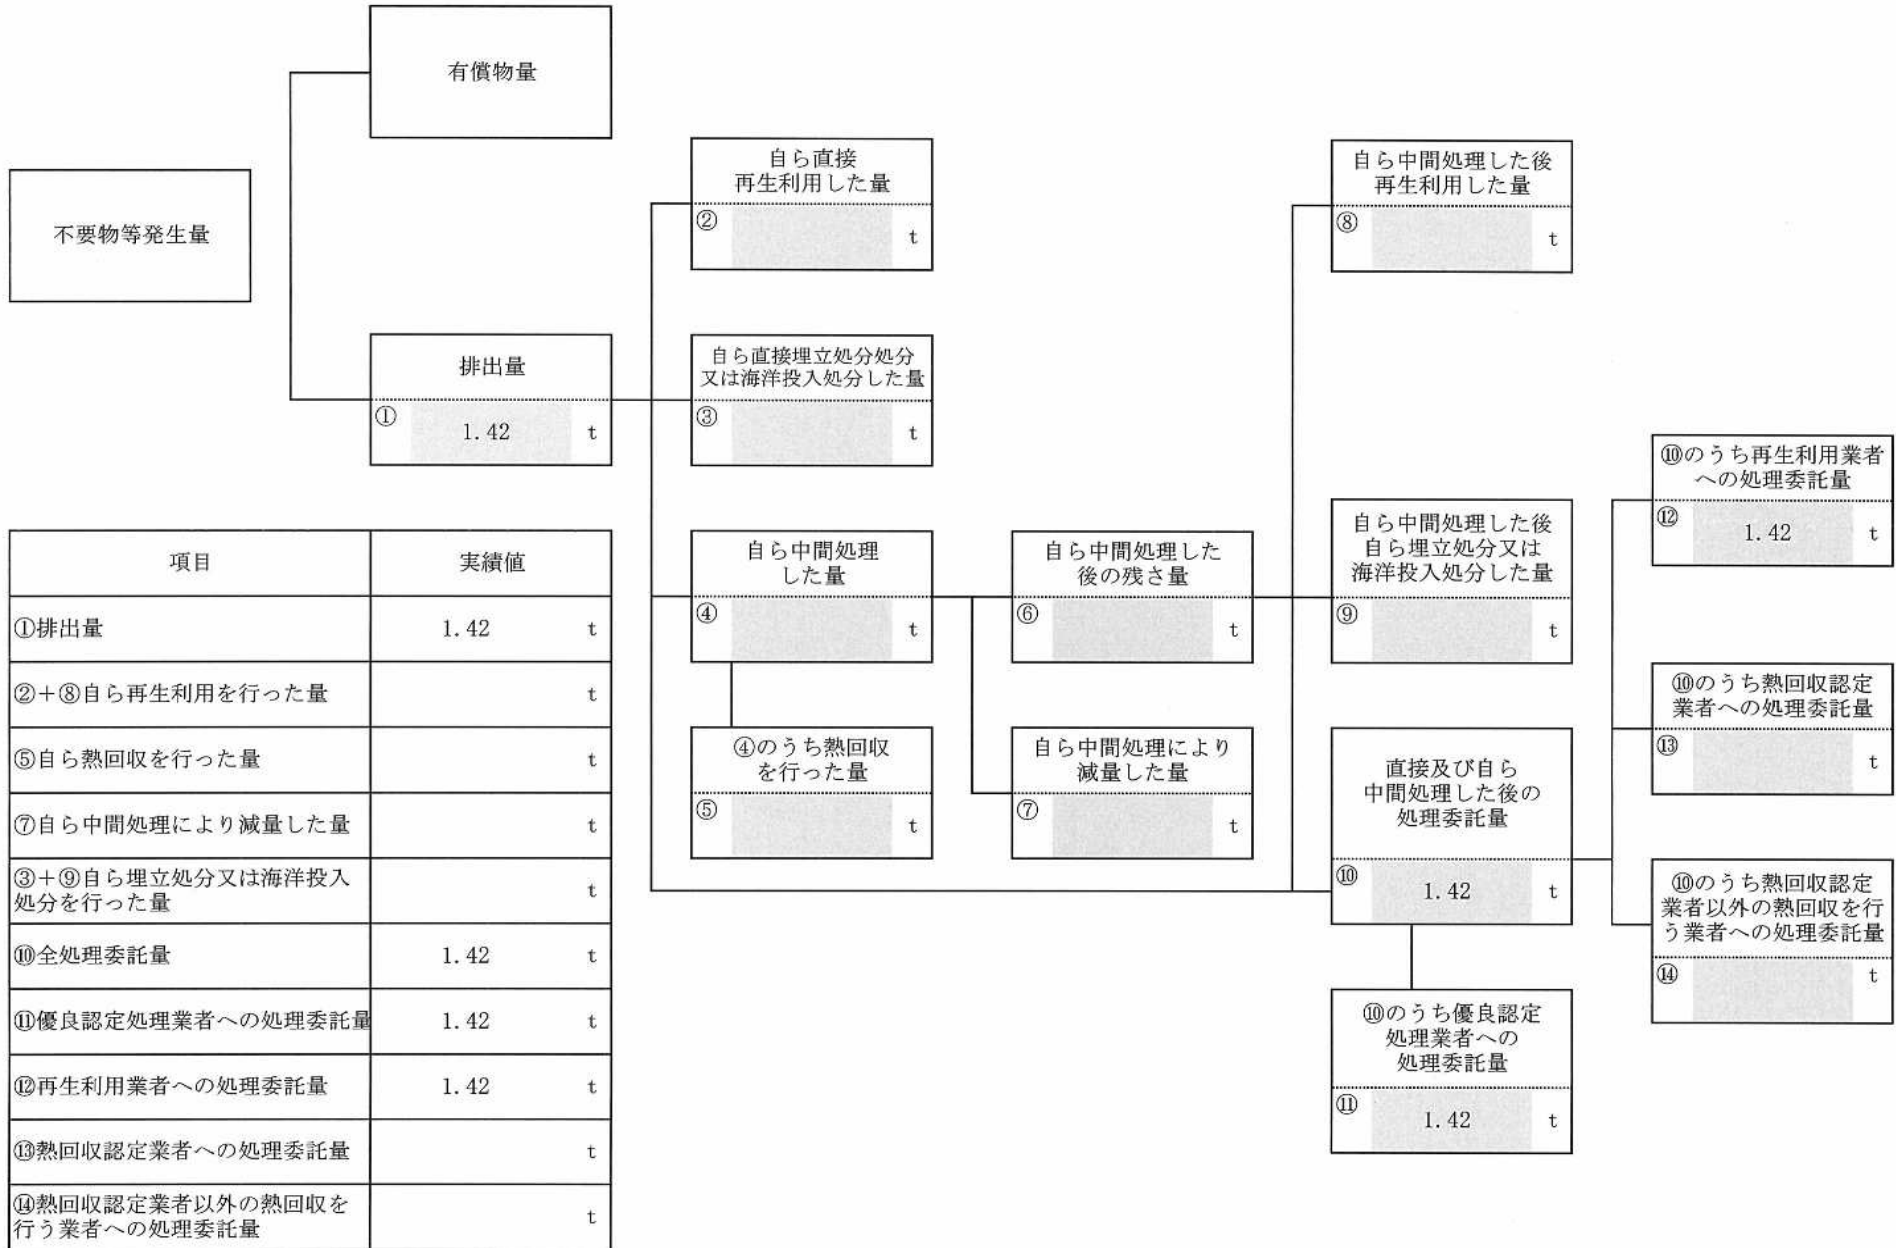 有償物量
不要物等発生量
排出量
① 1.42 t
自ら直接
再生利用した量
② t
自ら直接埋立処分処分
又は海洋投入処分した量
③ t
自ら中間処理
した量
④ t
④のうち熱回収
を行った量
⑤ t
自ら中間処理した
後の残さ量
⑥ t
自ら中間処理により
減量した量
⑦ t
自ら中間処理した後
再生利用した量
⑧ t
自ら中間処理した後
自ら埋立処分又は
海洋投入処分した量
⑨ t
直接及び自ら
中間処理した後の
処理委託量
⑩ 1.42 t
⑩のうち優良認定
処理業者への
処理委託量
⑪ 1.42 t
⑩のうち再生利用業者
への処理委託量
⑫ 1.42 t
⑩のうち熱回収認定
業者への処理委託量
⑬ t
⑩のうち熱回収認定
業者以外の熱回収を行
う業者への処理委託量
⑭ t
項目 実績値
①排出量 1.42 t
②+⑧自ら再生利用を行った量 t
⑤自ら熱回収を行った量 t
⑦自ら中間処理により減量した量 t
③+⑨自ら埋立処分又は海洋投入
処分を行った量 t
⑩全処理委託量 1.42 t
⑪優良認定処理業者への処理委託量 1.42 t
⑫再生利用業者への処理委託量 1.42 t
⑬熱回収認定業者への処理委託量 t
⑭熱回収認定業者以外の熱回収を
行う業者への処理委託量 t